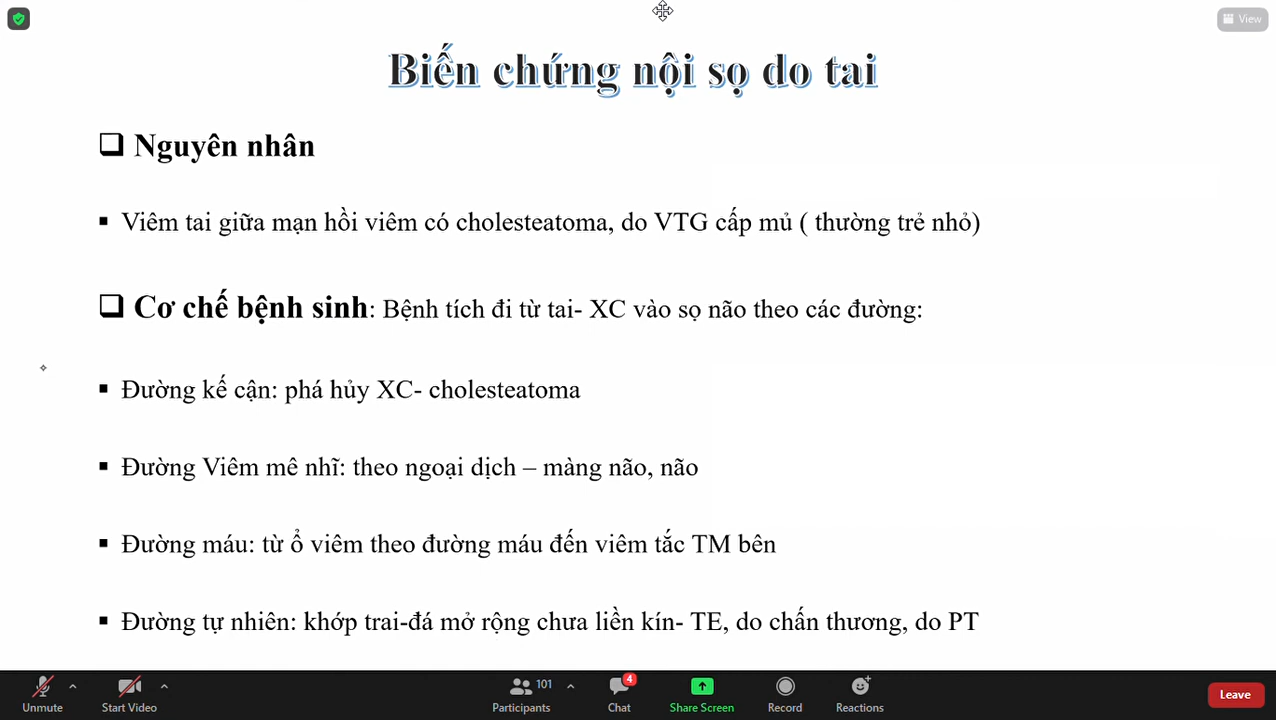 View
Biến chứng nội sọ do tai
Nguyên nhân
Viêm tai giữa mạn hồi viêm có cholesteatoma, do VTG cấp mủ ( thường trẻ nhỏ)
Cơ chế bệnh sinh: Bệnh tích đi từ tai- XC vào sọ não theo các đường:
Đường kế cận: phá hủy XC- cholesteatoma
Đường Viêm mê nhĩ: theo ngoại dịch – màng não, não
Đường máu: từ ổ viêm theo đường máu đến viêm tắc TM bên
Đường tự nhiên: khớp trai-đá mở rộng chưa liền kín- TE, do chấn thương, do PT
101
4
Unmute
Start Video
Participants
Chat
Share Screen
Record
Reactions
Leave